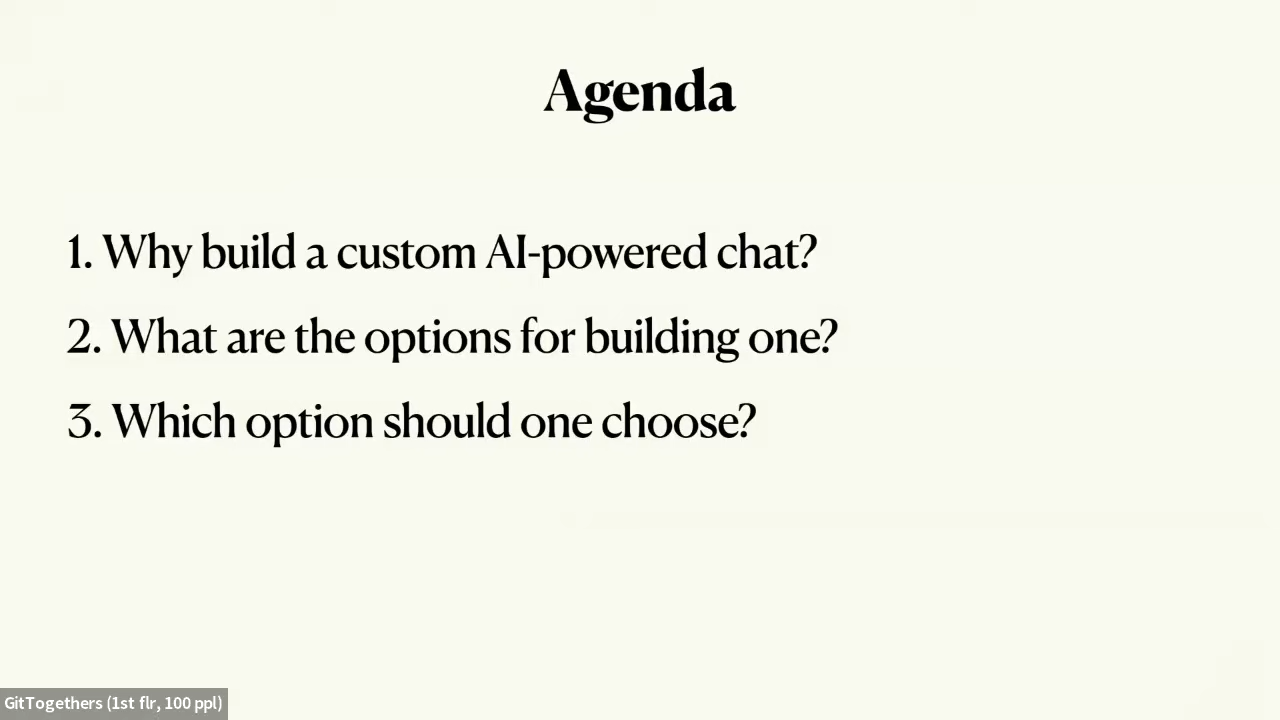 Agenda
1. Why build a custom AI-powered chat?
2. What are the options for building one?
3. Which option should one choose?
GitTogethers (1st flr, 100 ppl)